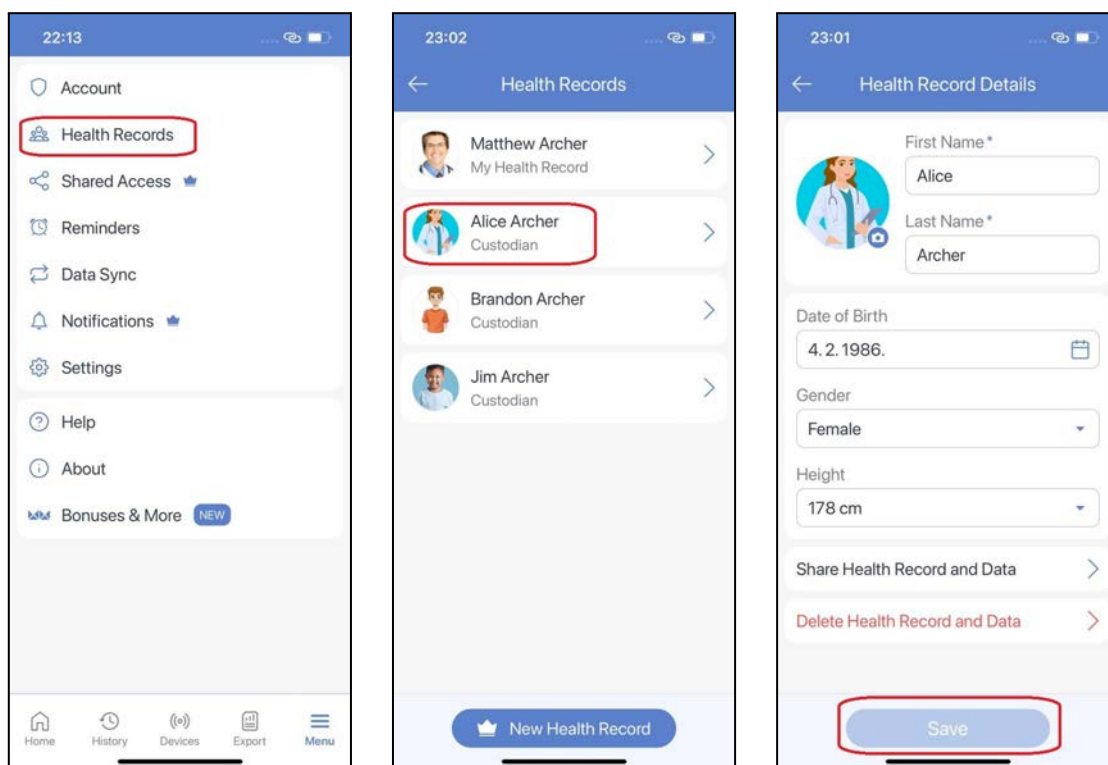 22:13
Account
Health Records
Shared Access
Reminders
Data Sync
Notifications
Settings
Help
About
Bonuses & More NEW
Home History Devices Export Menu
23:02
Health Records
Matthew Archer
My Health Record
Alice Archer
Custodian
Brandon Archer
Custodian
Jim Archer
Custodian
New Health Record
23:01
Health Record Details
First Name*
Alice
Last Name*
Archer
Date of Birth
4. 2. 1986.
Gender
Female
Height
178 cm
Share Health Record and Data
Delete Health Record and Data
Save